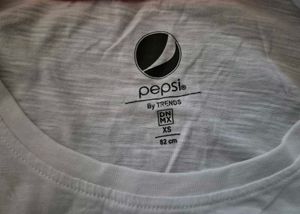 pepsi®
By TRENDS
DN
MX
XS
82 cm